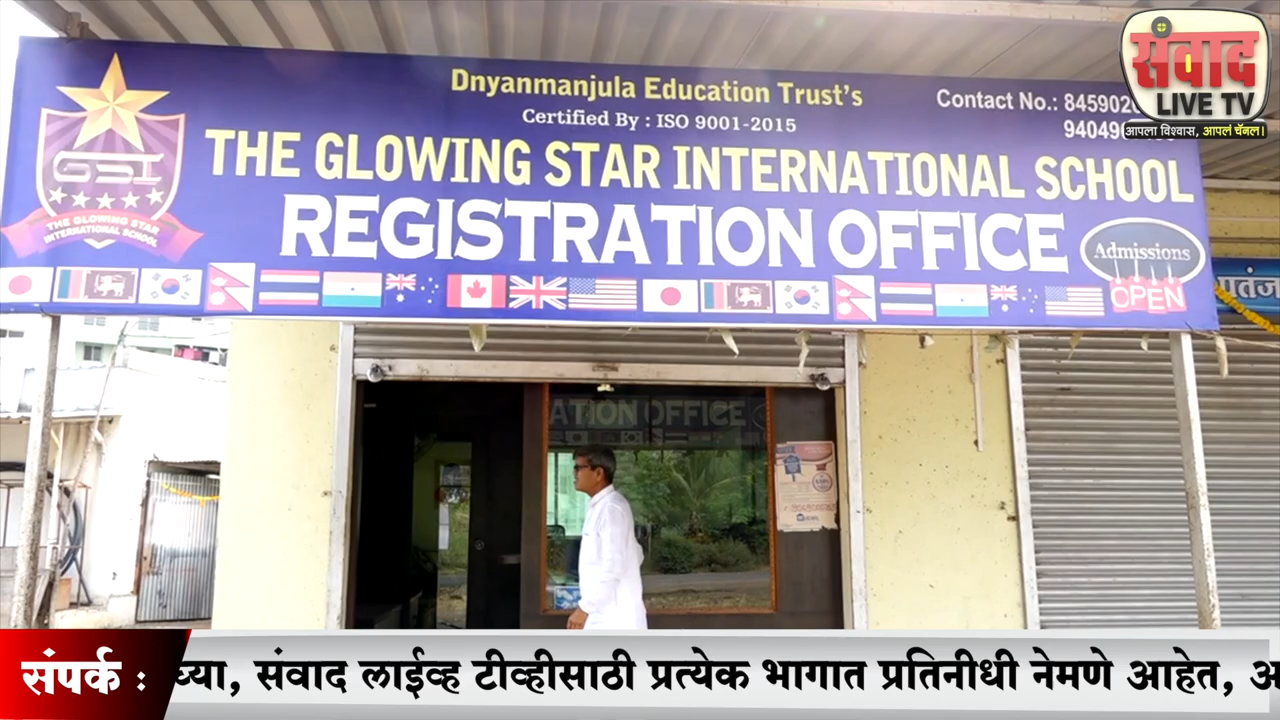 Dnyanmanjula Education Trust's
Certified By : ISO 9001-2015
Contact No.: 
THE GLOWING STAR INTERNATIONAL SCHOOL
REGISTRATION OFFICE
GSI
THE GLOWING STAR
INTERNATIONAL SCHOOL
Admissions
OPEN
संवाद
LIVE TV
आपला विश्वास, आपलं चॅनल।
ATION OFFICE
संपर्क :
च्या, संवाद लाईव्ह टीव्हीसाठी प्रत्येक भागात प्रतिनीधी नेमणे आहेत, अ